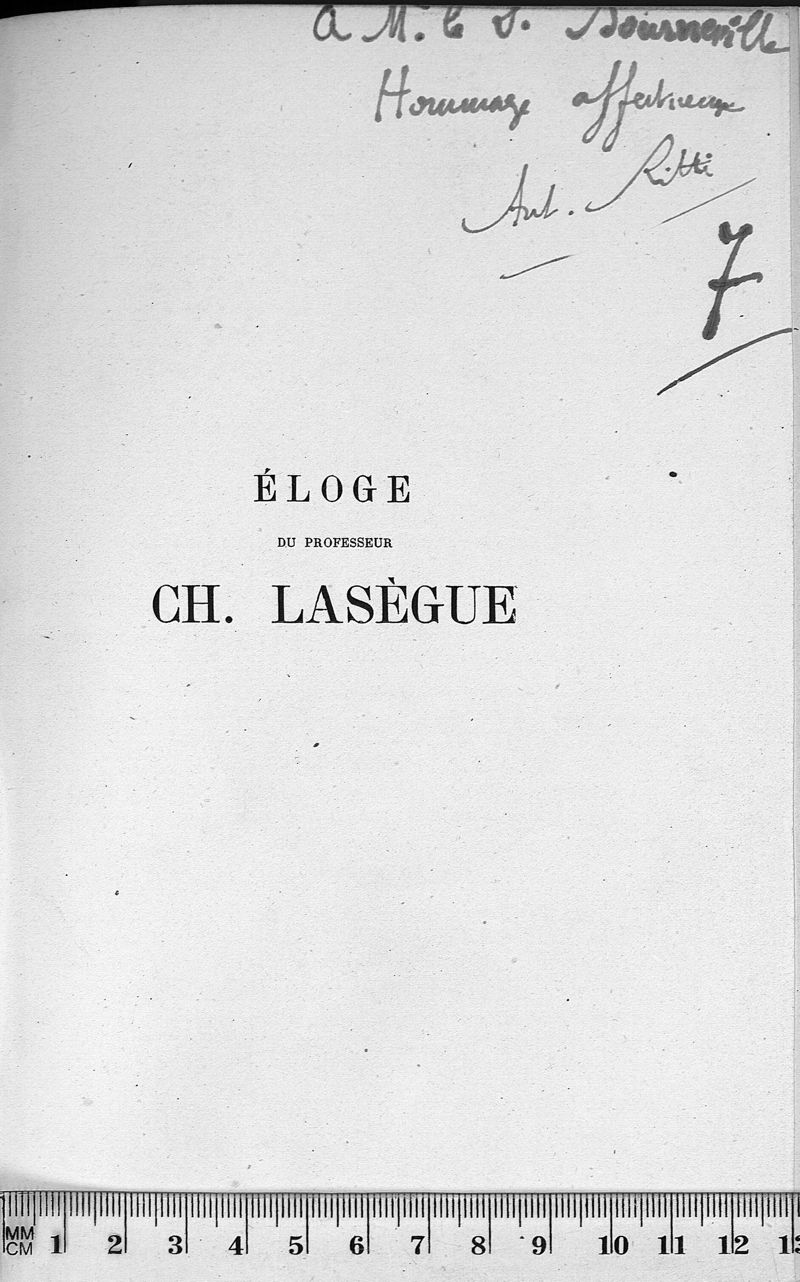 A M. le D. Bourneville
Hommage affectueux
Ant. Ritti
7
ÉLOGE
DU PROFESSEUR
CH. LASÈGUE
MM
CM 1 2 3 4 5 6 7 8 9 10 11 12 13